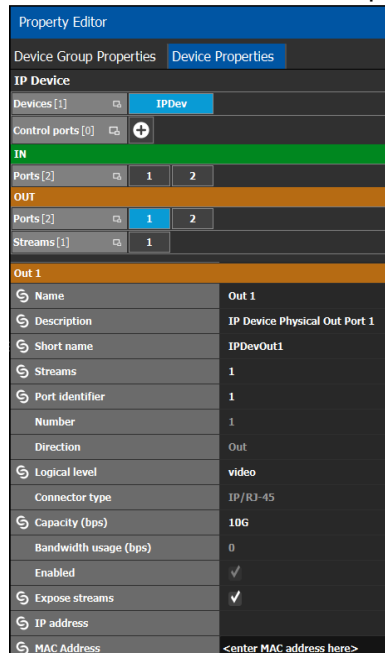 Property Editor
Device Group Properties Device Properties
IP Device
Devices [1] IPDev
Control ports [0]
IN
Ports [2] 1 2
OUT
Ports [2] 1 2
Streams [1] 1
Out 1
Name Out 1
Description IP Device Physical Out Port 1
Short name IPDevOut1
Streams 1
Port identifier 1
Number 1
Direction Out
Logical level video
Connector type IP/RJ-45
Capacity (bps) 10G
Bandwidth usage (bps) 0
Enabled
Expose streams
IP address
MAC Address <enter MAC address here>